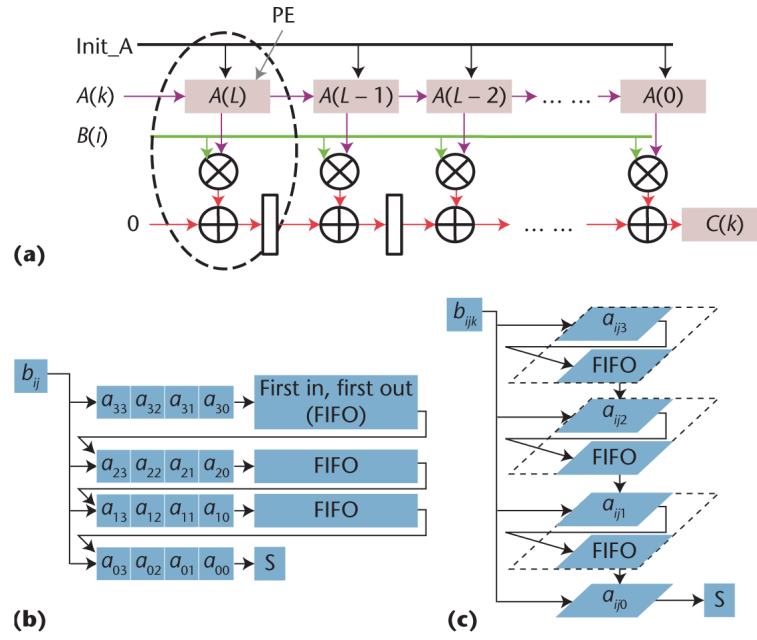 PE
Init_A
A(k) A(L) A(L – 1) A(L – 2) ... ... A(0)
B(i)
0 ... ... C(k)
(a)
b_ij
a_33 a_32 a_31 a_30 First in, first out
(FIFO)
a_23 a_22 a_21 a_20 FIFO
a_13 a_12 a_11 a_10 FIFO
a_03 a_02 a_01 a_00 S
(b)
b_ijk
a_ij3
FIFO
a_ij2
FIFO
a_ij1
FIFO
a_ij0 S
(c)